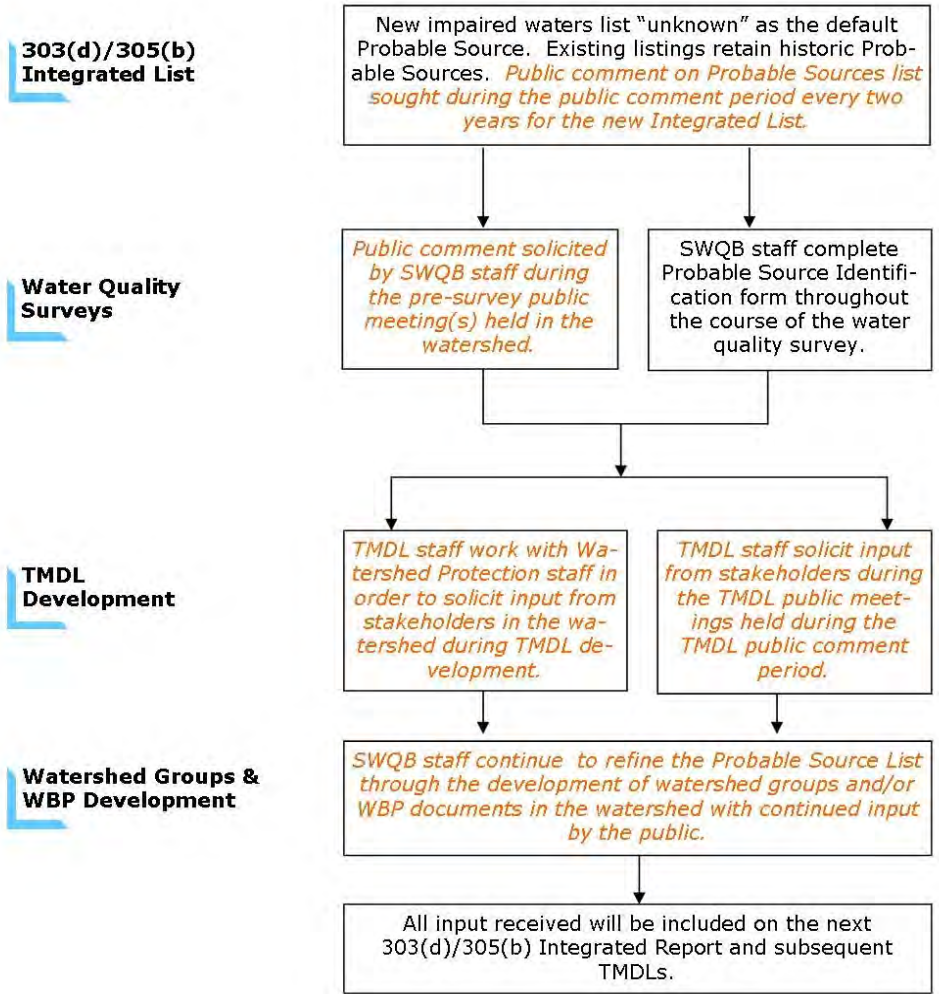 303(d)/305(b)
Integrated List
New impaired waters list “unknown” as the default
Probable Source.  Existing listings retain historic Prob-
able Sources.  Public comment on Probable Sources list
sought during the public comment period every two
years for the new Integrated List.
Water Quality
Surveys
Public comment solicited
by SWQB staff during
the pre-survey public
meeting(s) held in the
watershed.
SWQB staff complete
Probable Source Identifi-
cation form throughout
the course of the water
quality survey.
TMDL
Development
TMDL staff work with Wa-
tershed Protection staff in
order to solicit input from
stakeholders in the wa-
tershed during TMDL de-
velopment.
TMDL staff solicit input
from stakeholders during
the TMDL public meet-
ings held during the
TMDL public comment
period.
Watershed Groups &
WBP Development
SWQB staff continue  to refine the Probable Source List
through the development of watershed groups and/or
WBP documents in the watershed with continued input
by the public.
All input received will be included on the next
303(d)/305(b) Integrated Report and subsequent
TMDLs.